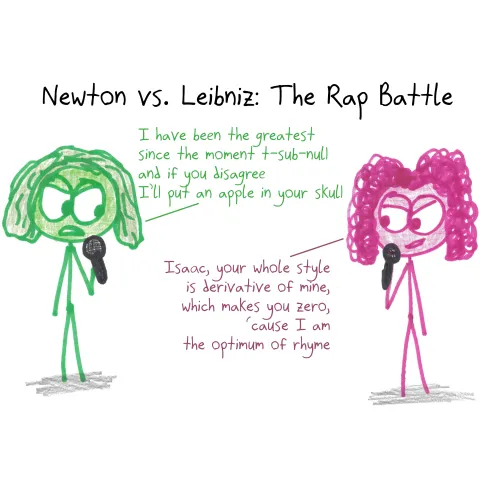 Newton vs. Leibniz: The Rap Battle
I have been the greatest
since the moment t-sub-null
and if you disagree
I'll put an apple in your skull
Isaac, your whole style
is derivative of mine,
which makes you zero,
'cause I am
the optimum of rhyme